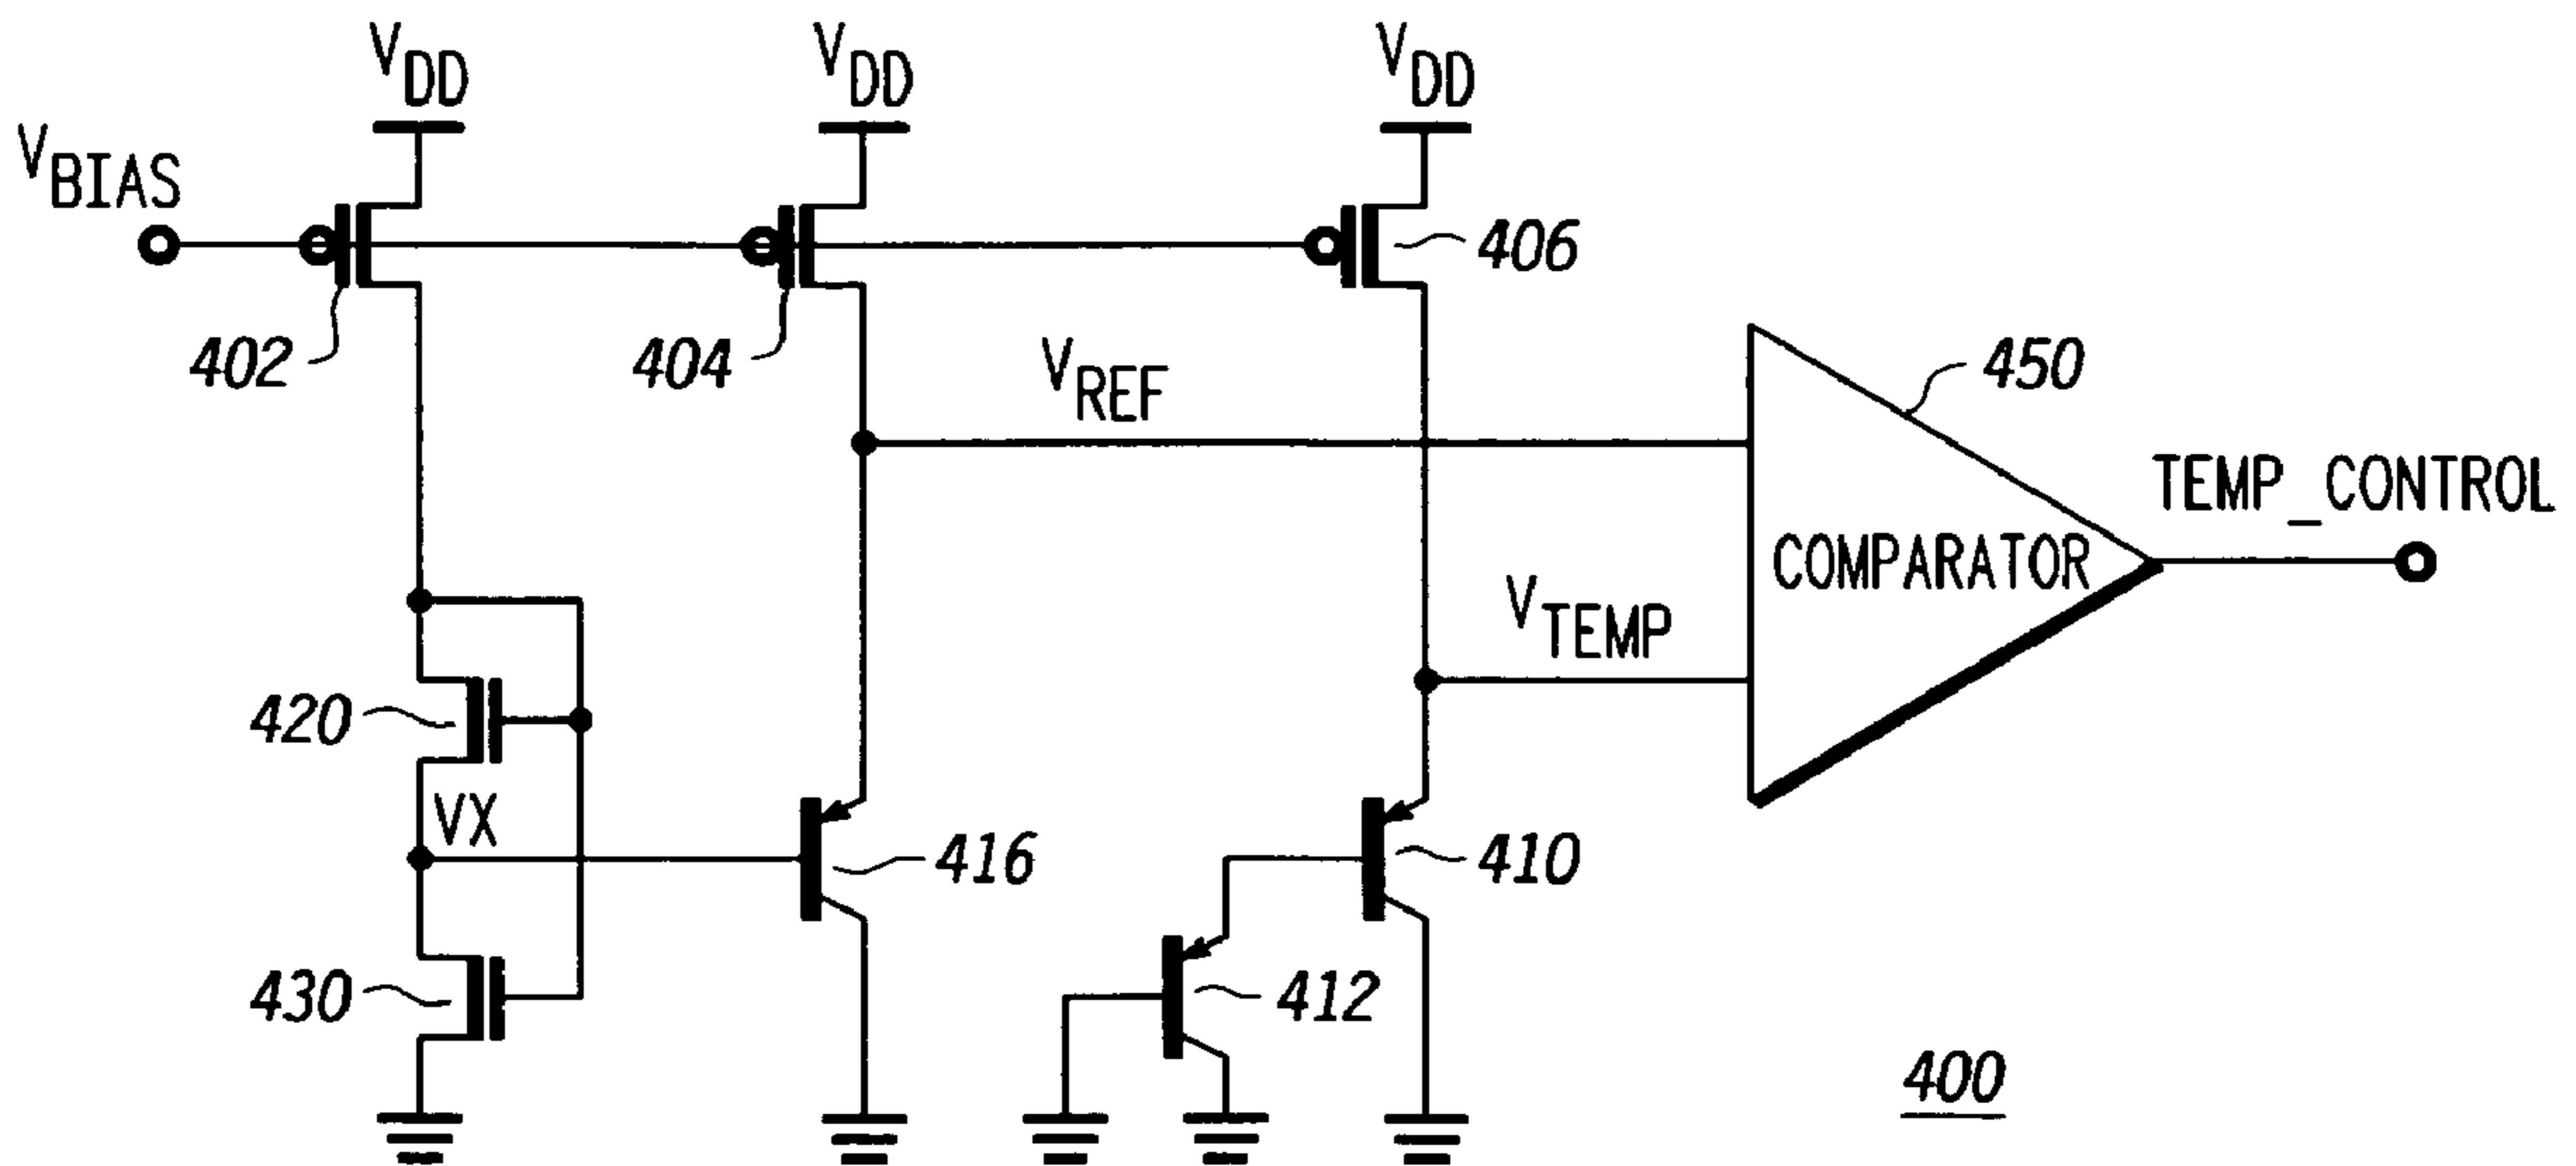 VDD VDD VDD
VBIAS
406
402 404 VREF 450
TEMP_CONTROL
COMPARATOR
VTEMP
420
VX
416 410
430 412
400